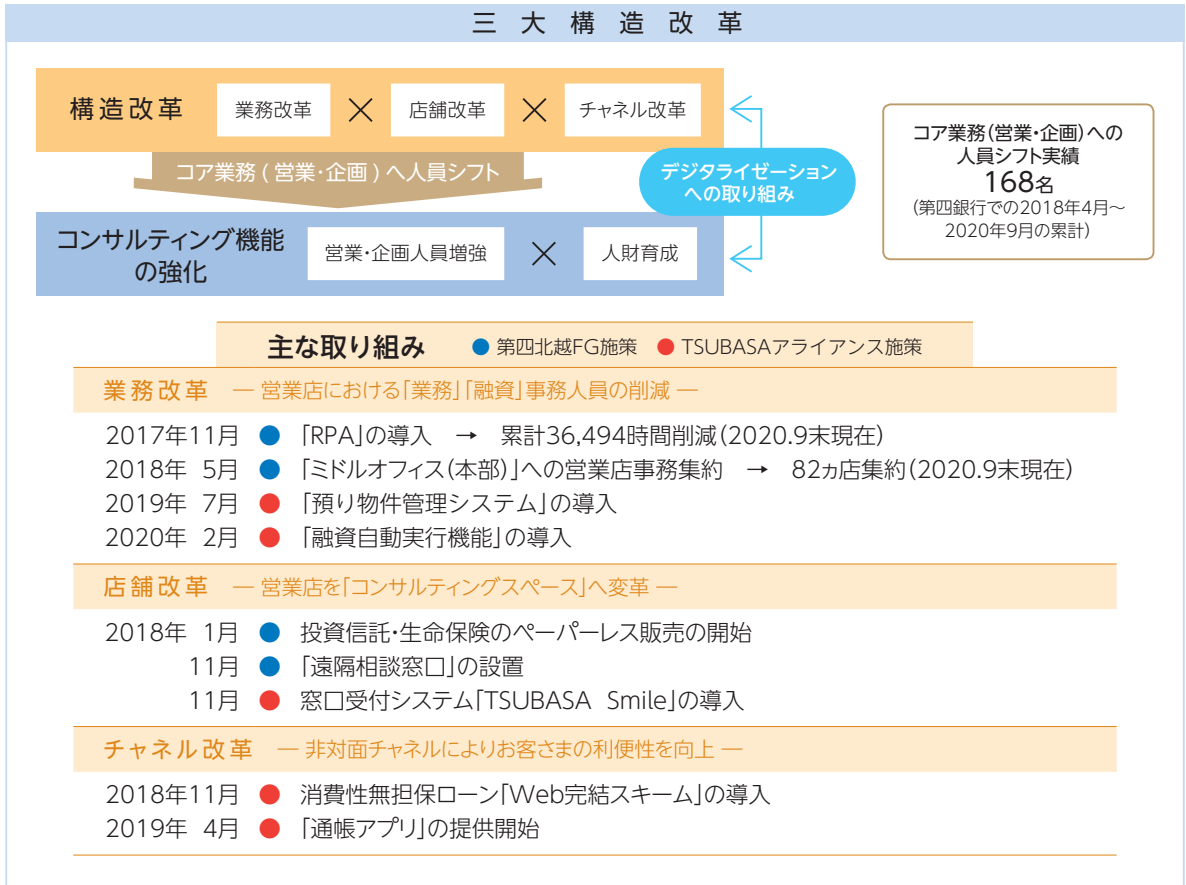 三大構造改革
構造改革 業務改革 × 店舗改革 × チャネル改革
コア業務(営業・企画)へ人員シフト
デジタライゼーション
への取り組み
コンサルティング機能
の強化
営業・企画人員増強 × 人財育成
コア業務(営業・企画)への
人員シフト実績
168名
(第四銀行での2018年4月〜
2020年9月の累計)
主な取り組み ●第四北越FG施策 ●TSUBASAアライアンス施策
業務改革 ― 営業店における「業務」「融資」事務人員の削減 ―
2017年11月 ● 「RPA」の導入 → 累計36,494時間削減(2020.9末現在)
2018年 5月 ● 「ミドルオフィス(本部)」への営業店事務集約 → 82ヵ店集約(2020.9末現在)
2019年 7月 ● 「預り物件管理システム」の導入
2020年 2月 ● 「融資自動実行機能」の導入
店舗改革 ― 営業店を「コンサルティングスペース」へ変革 ―
2018年 1月 ● 投資信託・生命保険のペーパーレス販売の開始
11月 ● 「遠隔相談窓口」の設置
11月 ● 窓口受付システム「TSUBASA Smile」の導入
チャネル改革 ― 非対面チャネルによりお客さまの利便性を向上 ―
2018年11月 ● 消費性無担保ローン「Web完結スキーム」の導入
2019年 4月 ● 「通帳アプリ」の提供開始